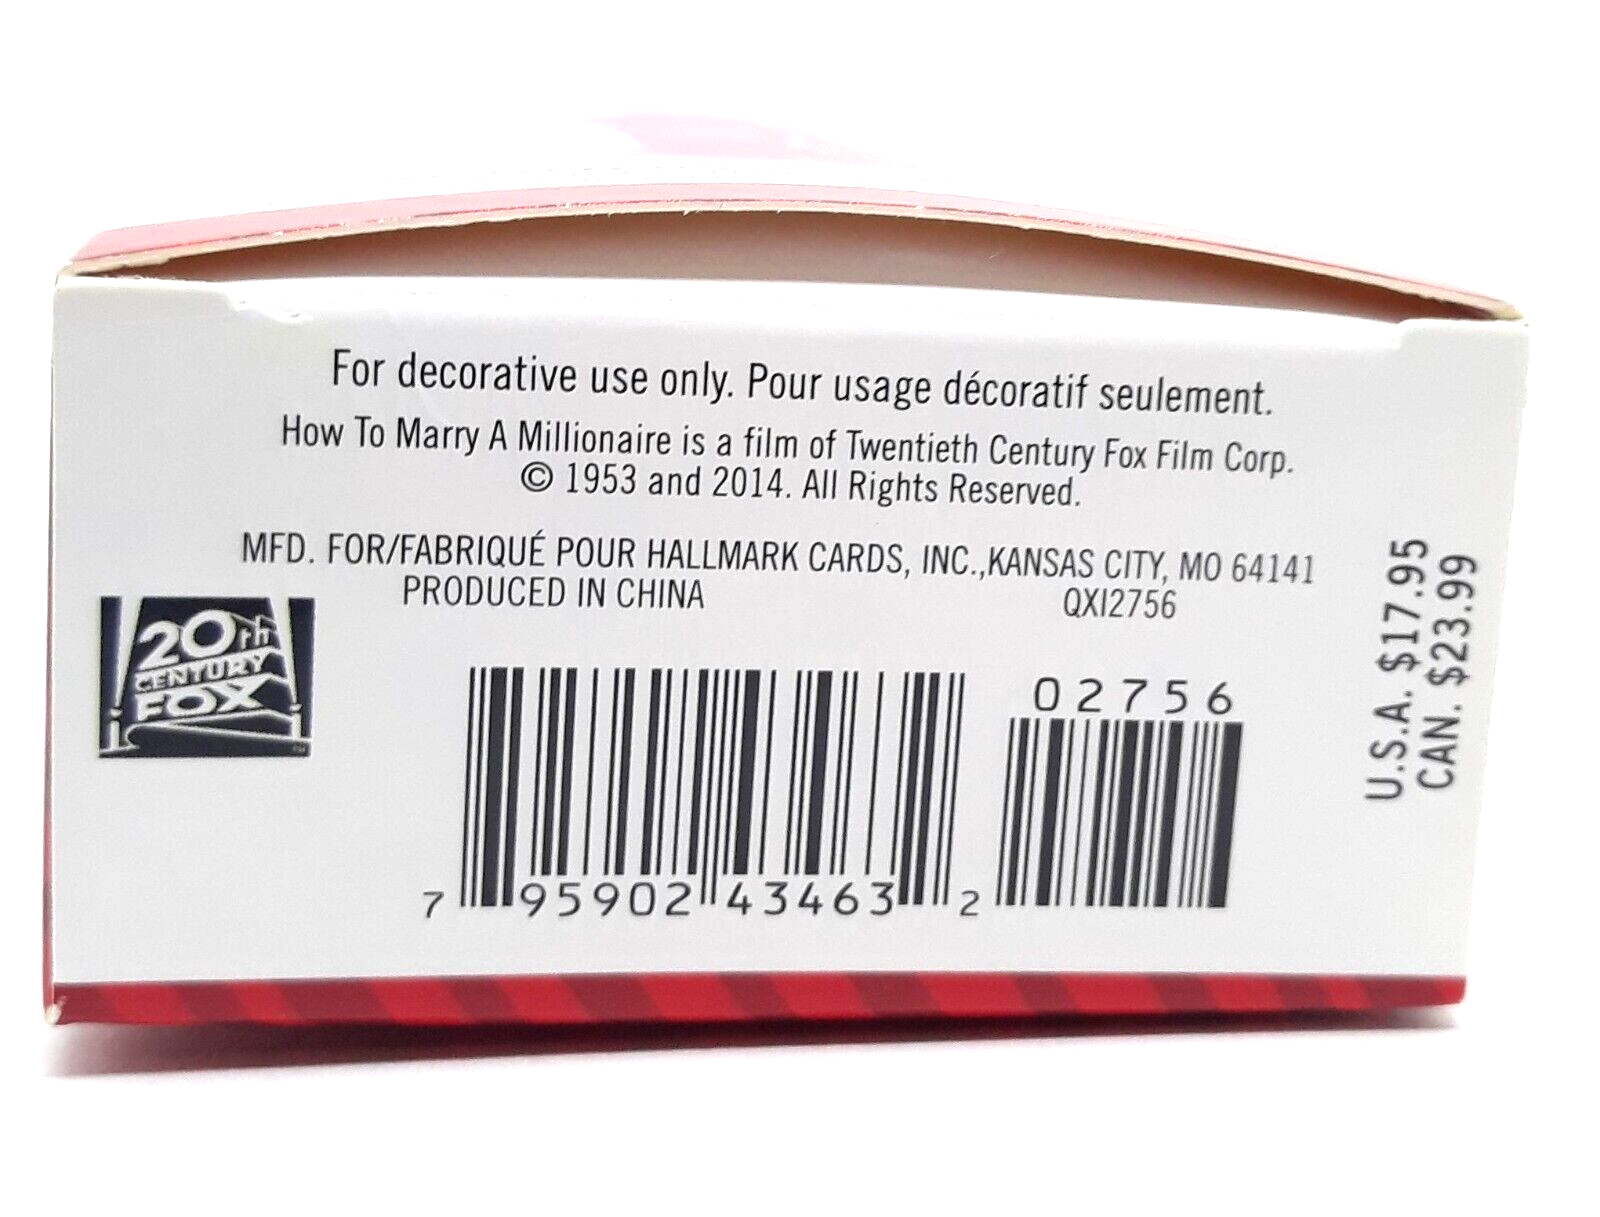 For decorative use only. Pour usage décoratif seulement.
How To Marry A Millionaire is a film of Twentieth Century Fox Film Corp.
© 1953 and 2014. All Rights Reserved.
MFD. FOR/FABRIQUÉ POUR HALLMARK CARDS, INC.,KANSAS CITY, MO 64141
PRODUCED IN CHINA QXI2756
20th
CENTURY
FOX
TM
02756
7 95902 43463 2
U.S.A. $17.95
CAN. $23.99